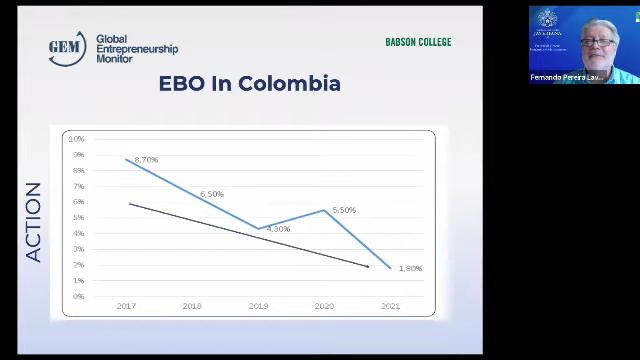 GEM
Global
Entrepreneurship
Monitor
BABSON COLLEGE
EBO In Colombia
ACTION
10%
9%
8%
7%
6%
5%
4%
3%
2%
1%
0%
8,70%
6,50%
4,30%
5,50%
1,80%
2017
2018
2019
2020
2021
JAVERIANA
Fernando Pereira Lav...